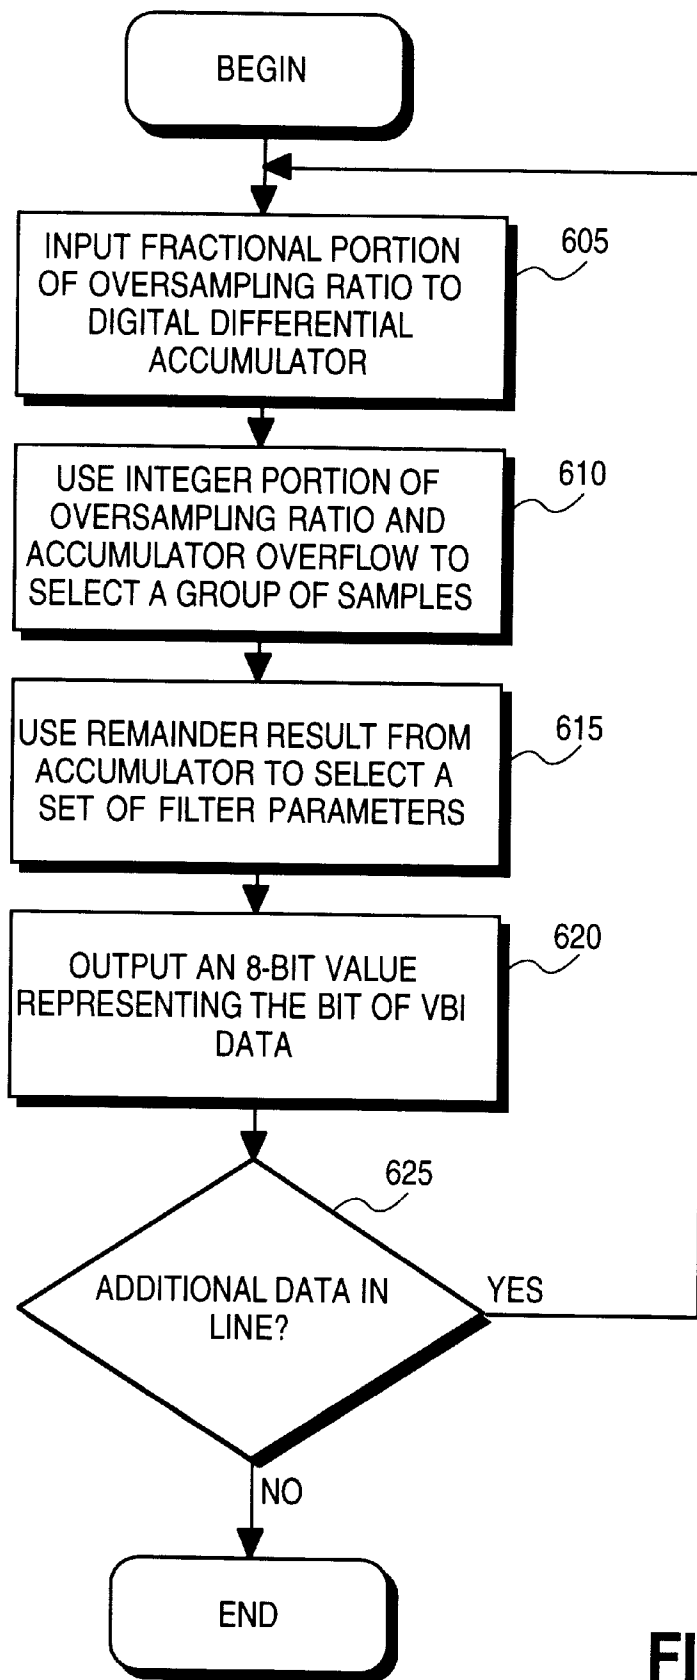 BEGIN
INPUT FRACTIONAL PORTION
OF OVERSAMPLING RATIO TO
DIGITAL DIFFERENTIAL
ACCUMULATOR
605
USE INTEGER PORTION OF
OVERSAMPLING RATIO AND
ACCUMULATOR OVERFLOW TO
SELECT A GROUP OF SAMPLES
610
USE REMAINDER RESULT FROM
ACCUMULATOR TO SELECT A
SET OF FILTER PARAMETERS
615
OUTPUT AN 8-BIT VALUE
REPRESENTING THE BIT OF VBI
DATA
620
625
ADDITIONAL DATA IN
LINE?
YES
NO
END